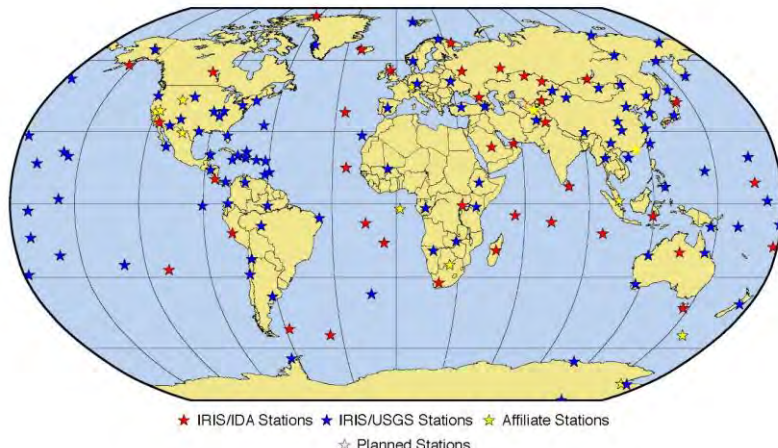 ★ IRIS/IDA Stations ★ IRIS/USGS Stations ★ Affiliate Stations
☆ Planned Stations